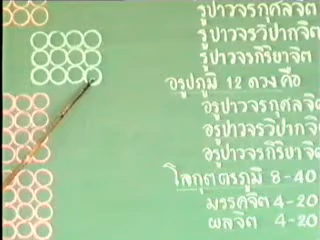 รูปาวจรกุศลจิต
รูปาวจรวิปากจิต
รูปาวจรกิริยาจิต
อรูปภูมิ 12 ดวง คือ
อรูปาวจรกุศลจิ
อรูปาวจรวิปากจิ
อรูปาวจรกิริยาจิ
โลกุตตรภูมิ 8-40
มรรคจิต 4-20
ผลจิต 4-20